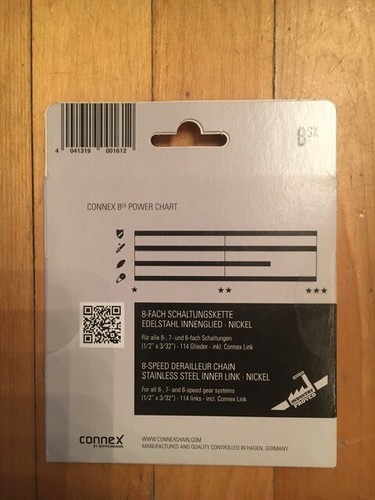 4 041319 001612
8SX
CONNEX 8SX POWER CHART
★ ★★ ★★★
8-FACH SCHALTUNGSKETTE
EDELSTAHL INNENGLIED · NICKEL
Für alle 8-, 7- und 6-fach Schaltungen
(1/2" x 3/32") - 114 Glieder - inkl. Connex Link
8-SPEED DERAILLEUR CHAIN
STAINLESS STEEL INNER LINK · NICKEL
For all 8-, 7- and 6-speed gear systems
(1/2" x 3/32") - 114 links - incl. Connex Link
conneX
BY WIPPERMANN
WWW.CONNEXCHAIN.COM
MANUFACTURED AND QUALITY CONTROLLED IN HAGEN, GERMANY